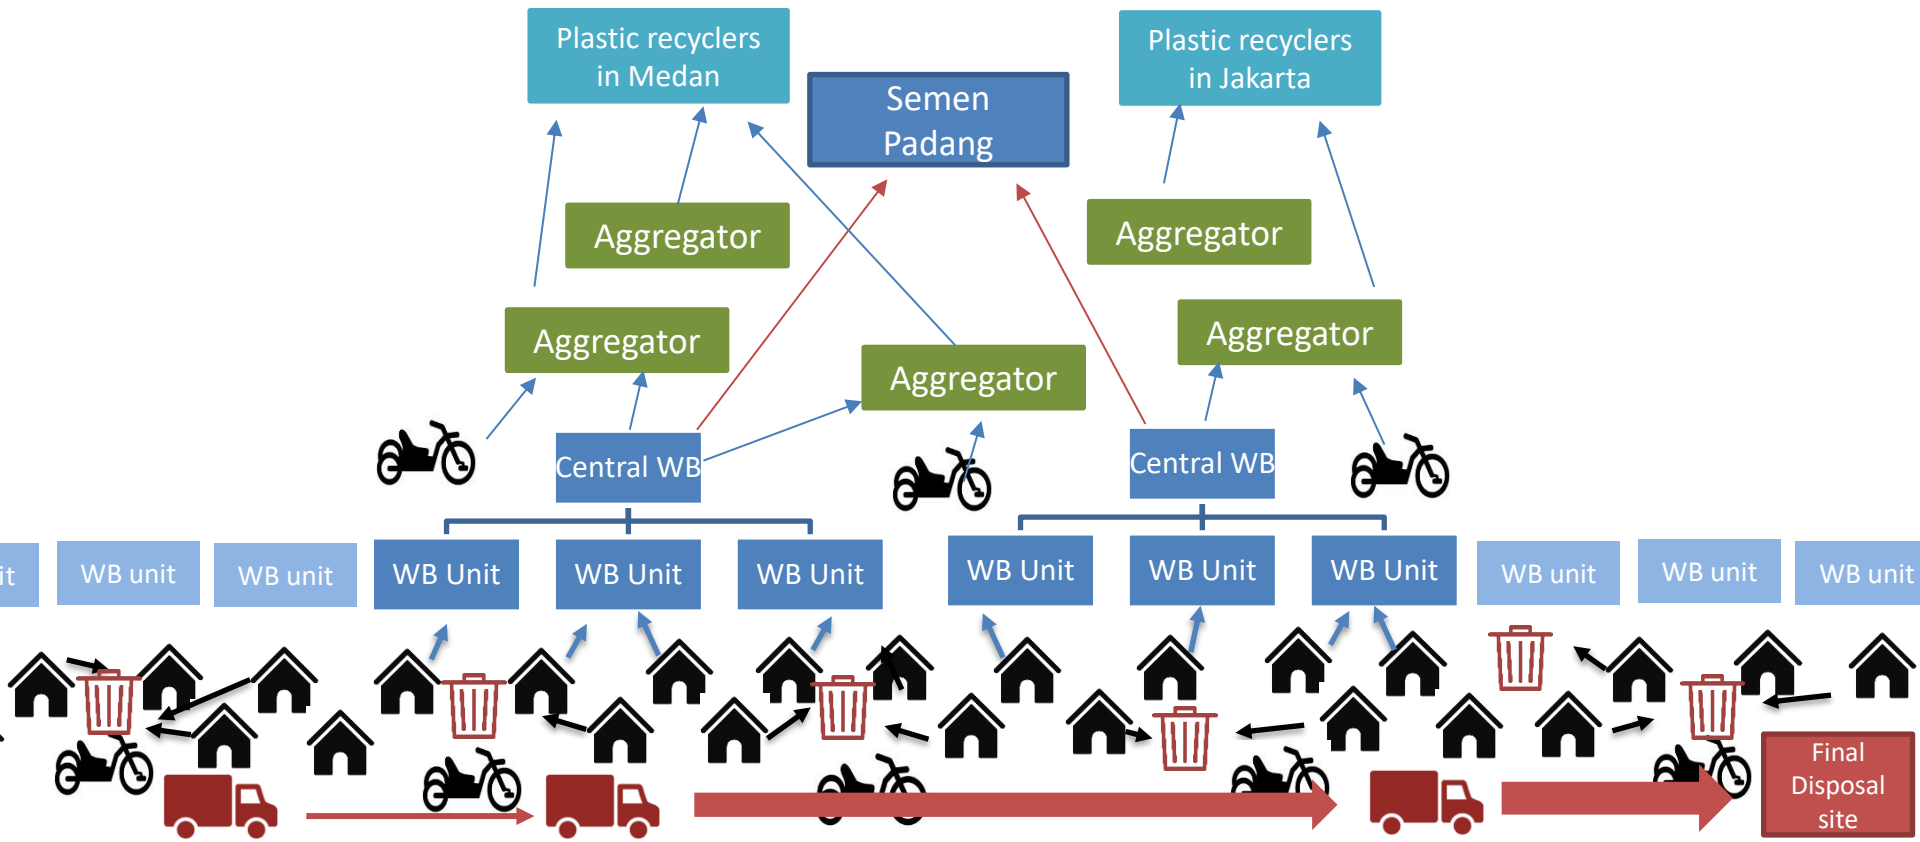 Plastic recyclers
in Medan
Plastic recyclers
in Jakarta
Semen
Padang
Aggregator
Aggregator
Aggregator
Aggregator
Aggregator
Central WB
Central WB
WB unit
WB unit
WB Unit
WB Unit
WB Unit
WB Unit
WB Unit
WB Unit
WB unit
WB unit
WB unit
Final
Disposal
site